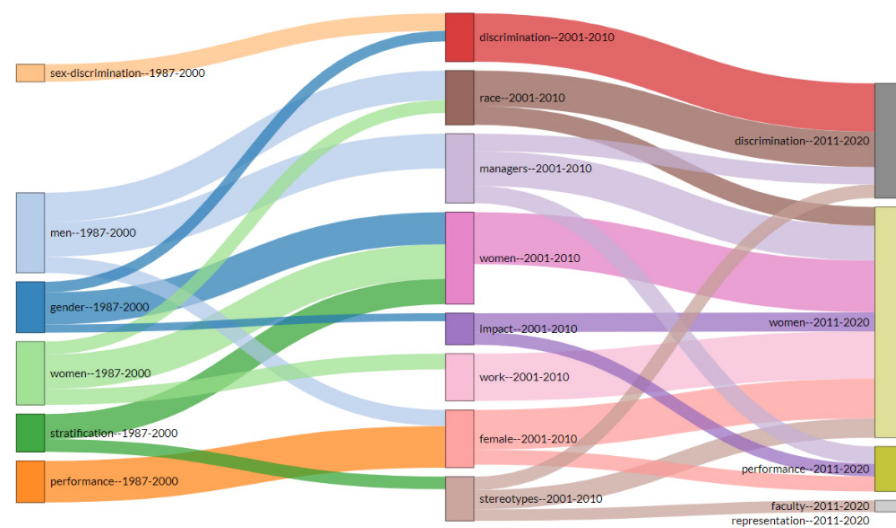 sex-discrimination--1987-2000
men--1987-2000
gender--1987-2000
women--1987-2000
stratification--1987-2000
performance--1987-2000
discrimination--2001-2010
race--2001-2010
managers--2001-2010
women--2001-2010
impact--2001-2010
work--2001-2010
female--2001-2010
stereotypes--2001-2010
discrimination--2011-2020
women--2011-2020
performance--2011-2020
faculty--2011-2020
representation--2011-2020